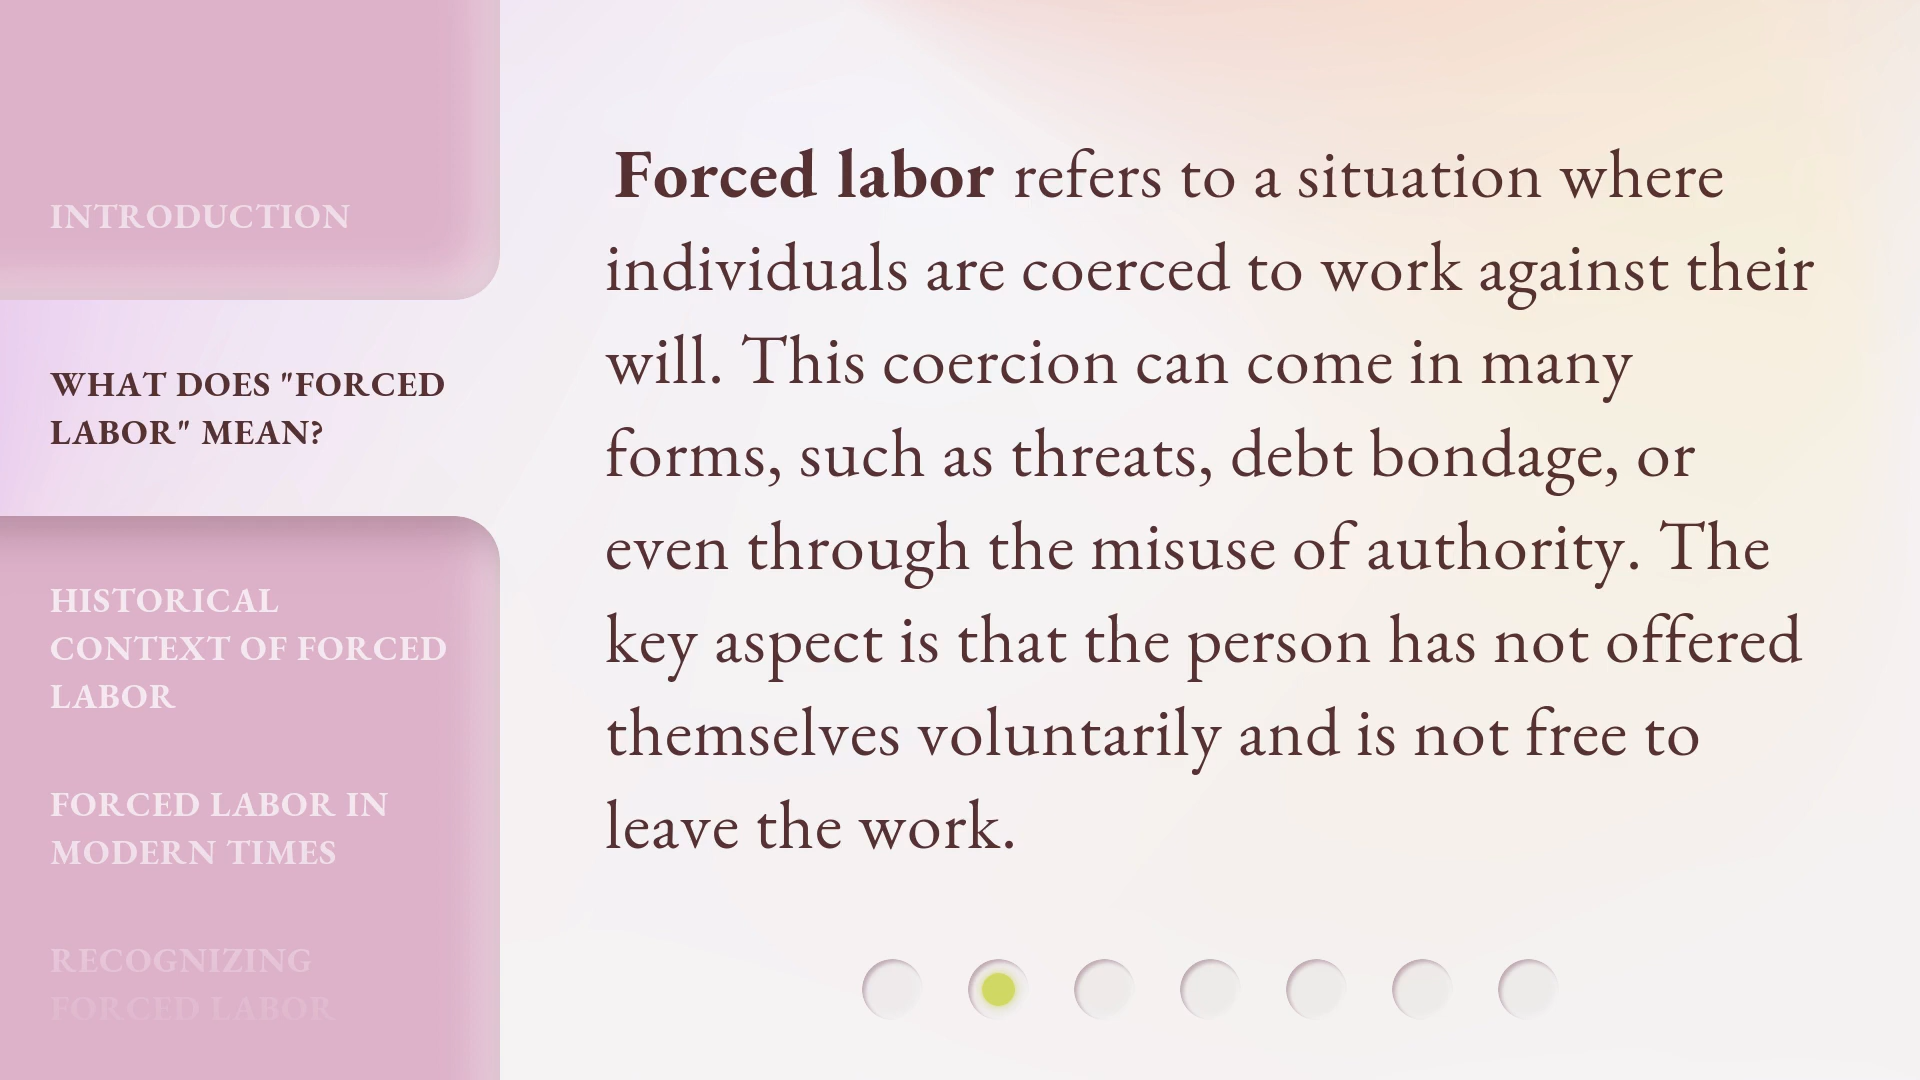 INTRODUCTION
WHAT DOES "FORCED
LABOR" MEAN?
HISTORICAL
CONTEXT OF FORCED
LABOR
FORCED LABOR IN
MODERN TIMES
RECOGNIZING
FORCED LABOR
Forced labor refers to a situation where
individuals are coerced to work against their
will. This coercion can come in many
forms, such as threats, debt bondage, or
even through the misuse of authority. The
key aspect is that the person has not offered
themselves voluntarily and is not free to
leave the work.